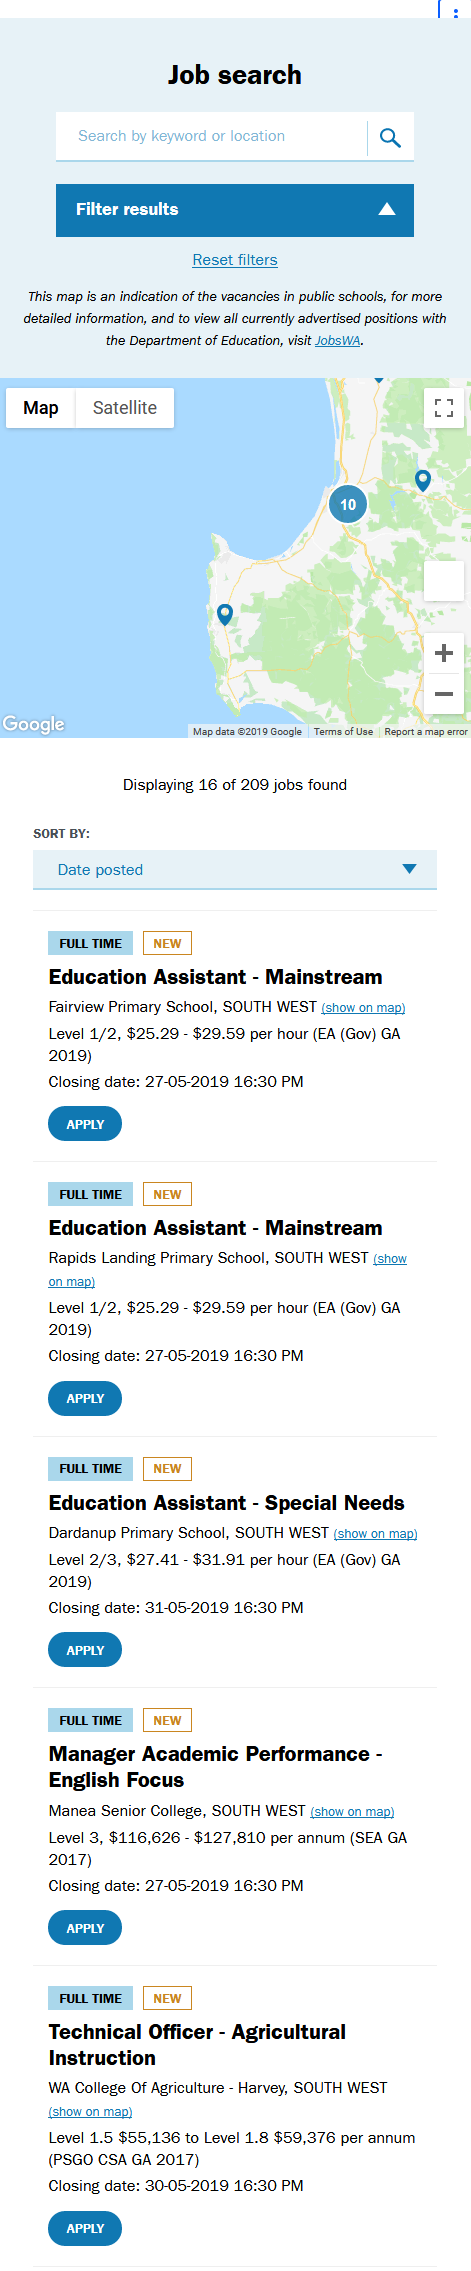 Job search
Search by keyword or location
Filter results
Reset filters
This map is an indication of the vacancies in public schools, for more
detailed information, and to view all currently advertised positions with
the Department of Education, visit JobsWA.
Map Satellite
10
Google
Map data ©2019 Google Terms of Use Report a map error
Displaying 16 of 209 jobs found
SORT BY:
Date posted
FULL TIME NEW
Education Assistant - Mainstream
Fairview Primary School, SOUTH WEST (show on map)
Level 1/2, $25.29 - $29.59 per hour (EA (Gov) GA
2019)
Closing date: 27-05-2019 16:30 PM
APPLY
FULL TIME NEW
Education Assistant - Mainstream
Rapids Landing Primary School, SOUTH WEST (show
on map)
Level 1/2, $25.29 - $29.59 per hour (EA (Gov) GA
2019)
Closing date: 27-05-2019 16:30 PM
APPLY
FULL TIME NEW
Education Assistant - Special Needs
Dardanup Primary School, SOUTH WEST (show on map)
Level 2/3, $27.41 - $31.91 per hour (EA (Gov) GA
2019)
Closing date: 31-05-2019 16:30 PM
APPLY
FULL TIME NEW
Manager Academic Performance -
English Focus
Manea Senior College, SOUTH WEST (show on map)
Level 3, $116,626 - $127,810 per annum (SEA GA
2017)
Closing date: 27-05-2019 16:30 PM
APPLY
FULL TIME NEW
Technical Officer - Agricultural
Instruction
WA College Of Agriculture - Harvey, SOUTH WEST
(show on map)
Level 1.5 $55,136 to Level 1.8 $59,376 per annum
(PSGO CSA GA 2017)
Closing date: 30-05-2019 16:30 PM
APPLY